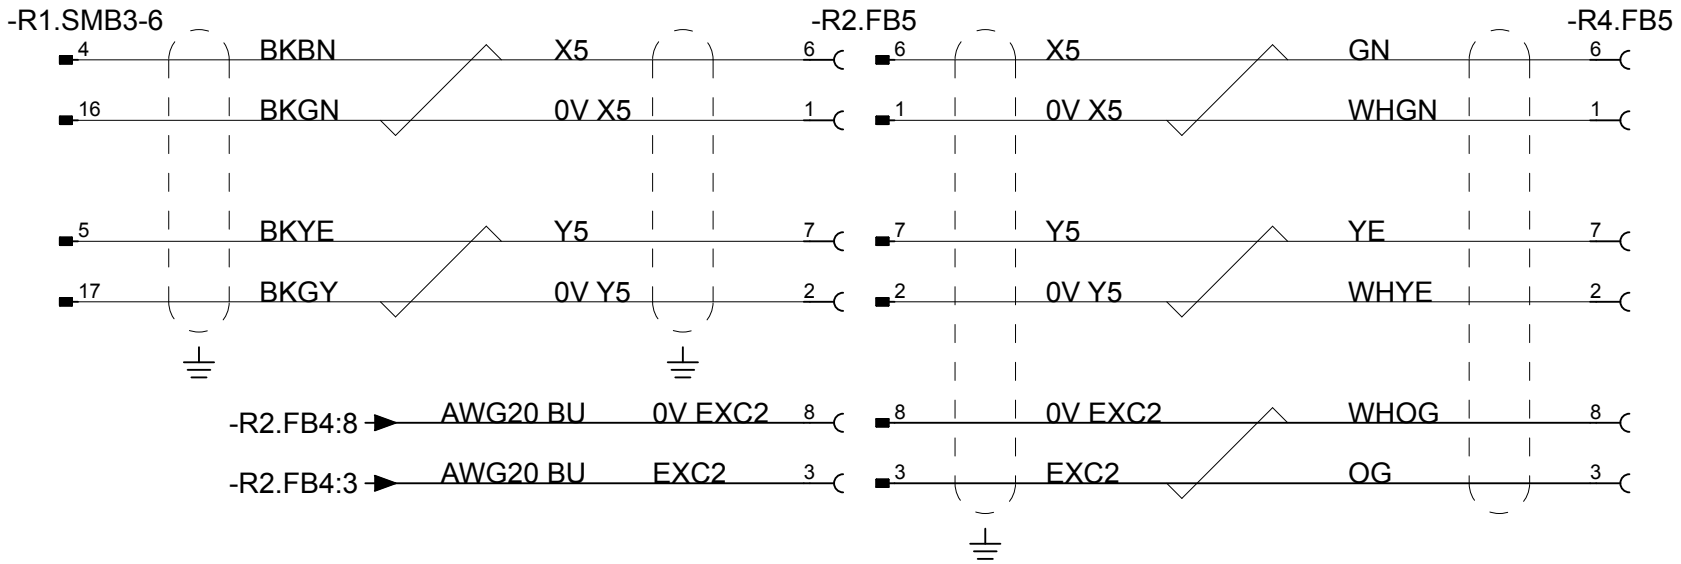 -R1.SMB3-6 -R2.FB5 -R4.FB5
4 BKBN X5 6 6 X5 GN 6
16 BKGN 0V X5 1 1 0V X5 WHGN 1
5 BKYE Y5 7 7 Y5 YE 7
17 BKGY 0V Y5 2 2 0V Y5 WHYE 2
-R2.FB4:8 AWG20 BU 0V EXC2 8 8 0V EXC2 WHOG 8
-R2.FB4:3 AWG20 BU EXC2 3 3 EXC2 OG 3